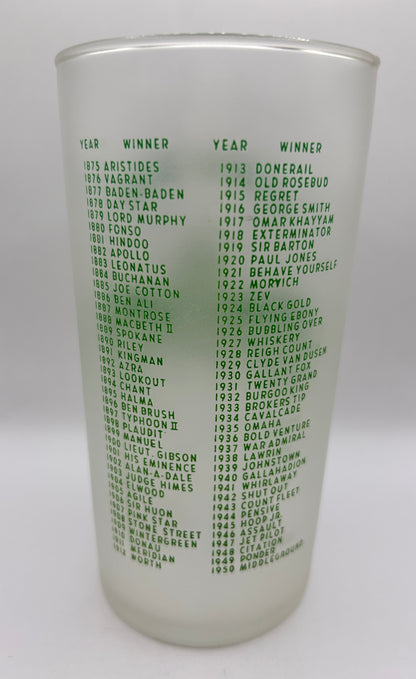 YEAR WINNER
1875 ARISTIDES
1876 VAGRANT
1877 BADEN-BADEN
1878 DAY STAR
1879 LORD MURPHY
1880 FONSO
1881 HINDOO
1882 APOLLO
1883 LEONATUS
1884 BUCHANAN
1885 JOE COTTON
1886 BEN ALI
1887 MONTROSE
1888 MACBETH II
1889 SPOKANE
1890 RILEY
1891 KINGMAN
1892 AZRA
1893 LOOKOUT
1894 CHANT
1895 HALMA
1896 BEN BRUSH
1897 TYPHOON II
1898 PLAUDIT
1899 MANUEL
1900 LIEUT. GIBSON
1901 HIS EMINENCE
1902 ALAN-A-DALE
1903 JUDGE HIMES
1904 ELWOOD
1905 AGILE
1906 SIR HUON
1907 PINK STAR
1908 STONE STREET
1909 WINTERGREEN
1910 DONAU
1911 MERIDIAN
1912 WORTH
YEAR WINNER
1913 DONERAIL
1914 OLD ROSEBUD
1915 REGRET
1916 GEORGE SMITH
1917 OMAR KHAYYAM
1918 EXTERMINATOR
1919 SIR BARTON
1920 PAUL JONES
1921 BEHAVE YOURSELF
1922 MORVICH
1923 ZEV
1924 BLACK GOLD
1925 FLYING EBONY
1926 BUBBLING OVER
1927 WHISKERY
1928 REIGH COUNT
1929 CLYDE VAN DUSEN
1930 GALLANT FOX
1931 TWENTY GRAND
1932 BURGOO KING
1933 BROKERS TIP
1934 CAVALCADE
1935 OMAHA
1936 BOLD VENTURE
1937 WAR ADMIRAL
1938 LAWRIN
1939 JOHNSTOWN
1940 GALLAHADION
1941 WHIRLAWAY
1942 SHUT OUT
1943 COUNT FLEET
1944 PENSIVE
1945 HOOP JR.
1946 ASSAULT
1947 JET PILOT
1948 CITATION
1949 PONDER
1950 MIDDLEGROUND